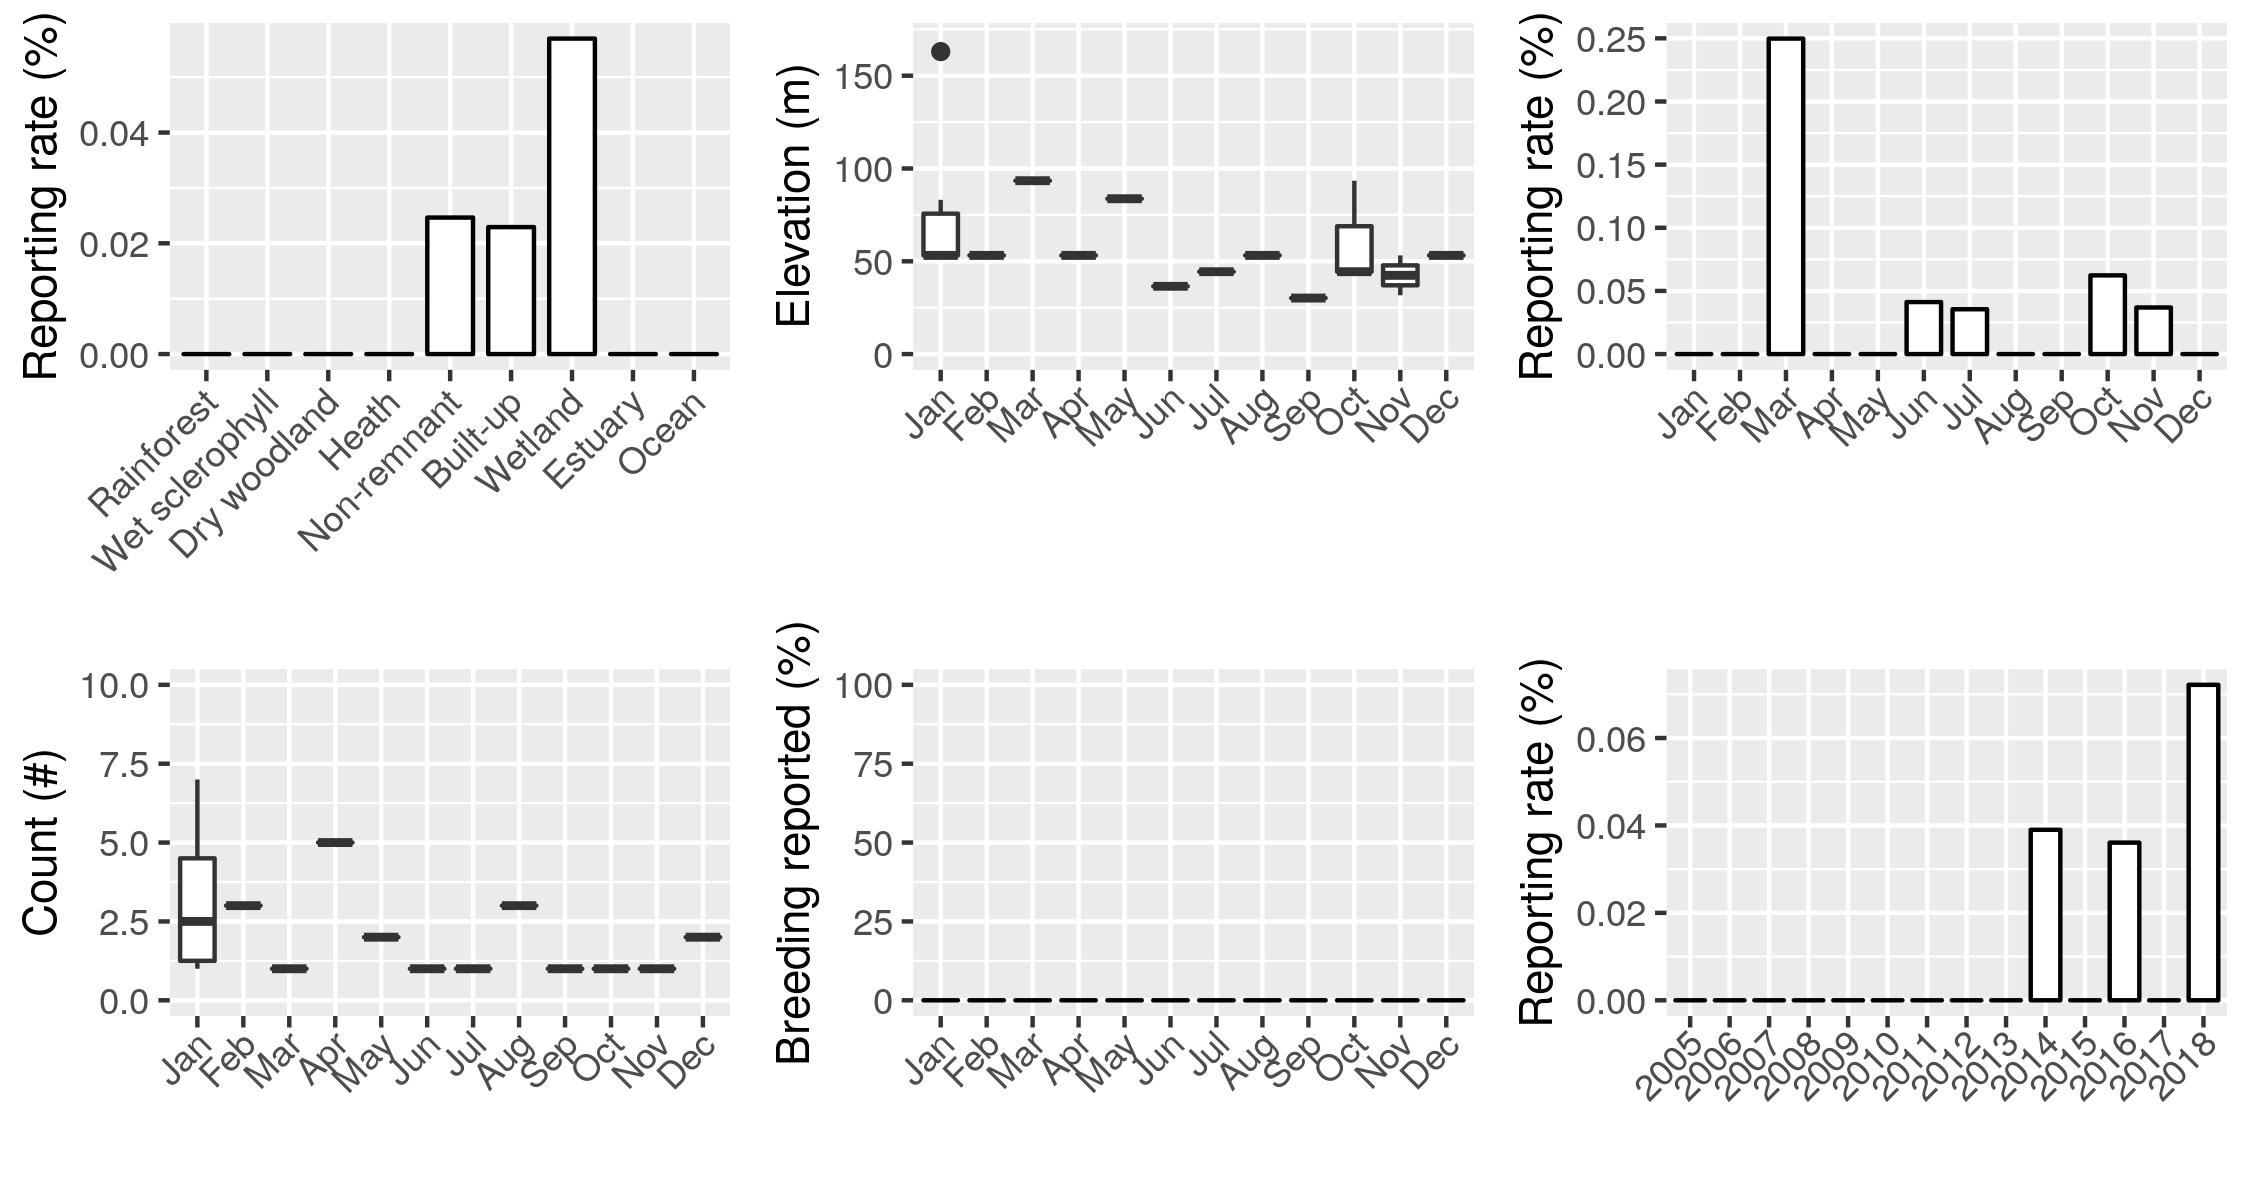 Reporting rate (%)
0.04
0.02
0.00
Rainforest
Wet sclerophyll
Dry woodland
Heath
Non-remnant
Built-up
Wetland
Estuary
Ocean
Elevation (m)
150
100
50
0
Jan
Feb
Mar
Apr
May
Jun
Jul
Aug
Sep
Oct
Nov
Dec
Reporting rate (%)
0.25
0.20
0.15
0.10
0.05
0.00
Jan
Feb
Mar
Apr
May
Jun
Jul
Aug
Sep
Oct
Nov
Dec
Count (#)
10.0
7.5
5.0
2.5
0.0
Jan
Feb
Mar
Apr
May
Jun
Jul
Aug
Sep
Oct
Nov
Dec
Breeding reported (%)
100
75
50
25
0
Jan
Feb
Mar
Apr
May
Jun
Jul
Aug
Sep
Oct
Nov
Dec
Reporting rate (%)
0.06
0.04
0.02
0.00
2005
2006
2007
2008
2009
2010
2011
2012
2013
2014
2015
2016
2017
2018